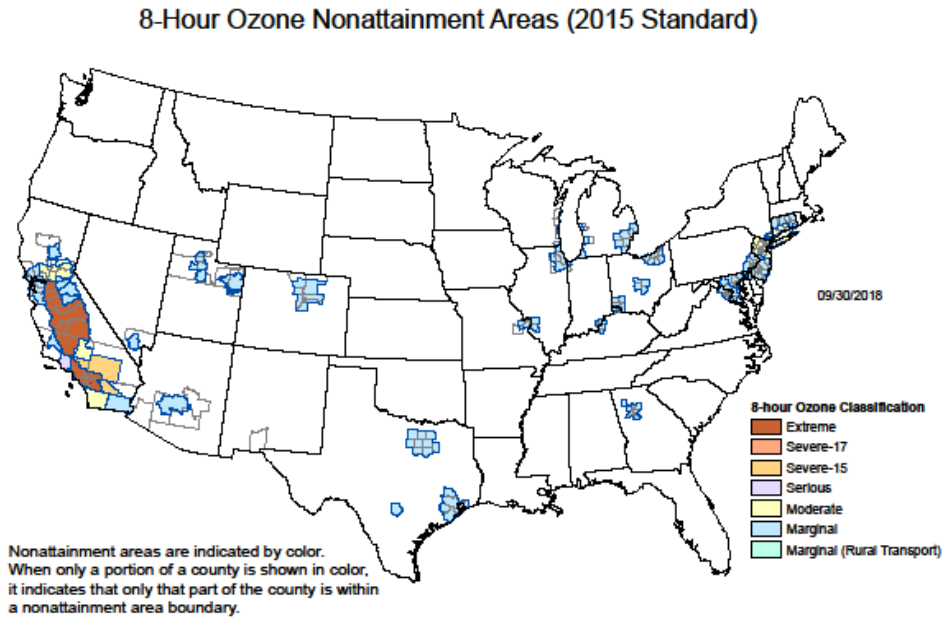 8-Hour Ozone Nonattainment Areas (2015 Standard)
09/30/2018
8-hour Ozone Classification
Extreme
Severe-17
Severe-15
Serious
Moderate
Marginal
Marginal (Rural Transport)
Nonattainment areas are indicated by color.
When only a portion of a county is shown in color,
it indicates that only that part of the county is within
a nonattainment area boundary.